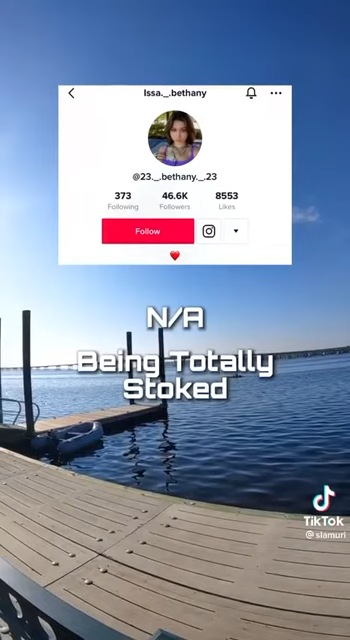 Issa._.bethany
@23._.bethany._.23
373
46.6K
8553
Following
Followers
Likes
Follow
N/A
Being Totally
Stoked
TikTok
@slamuri